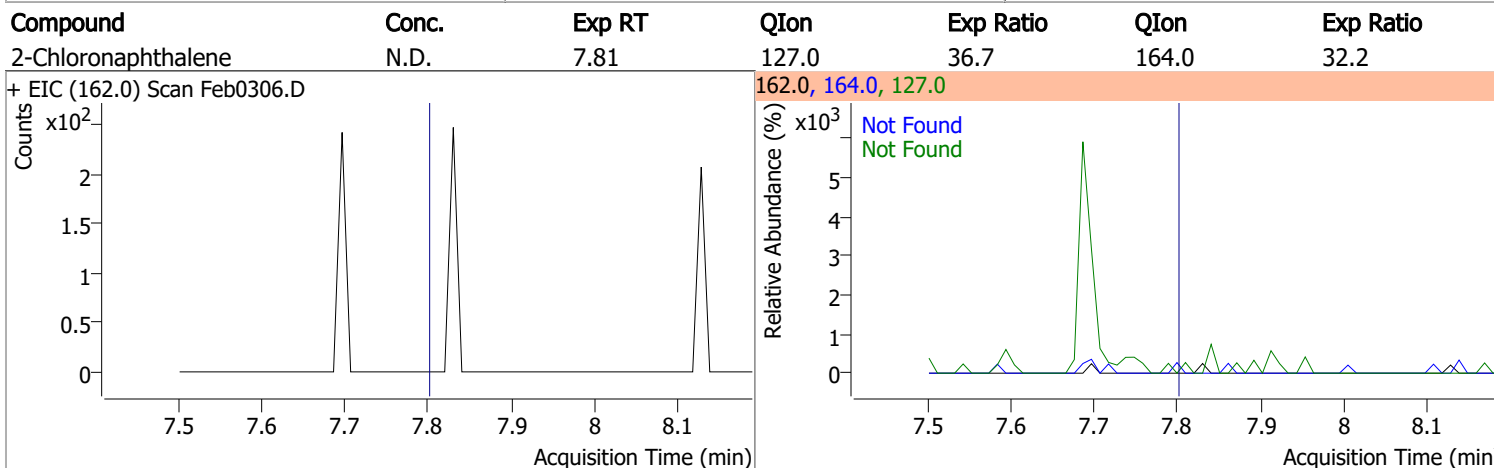 Compound Conc. Exp RT QIon Exp Ratio QIon Exp Ratio
2-Chloronaphthalene N.D. 7.81 127.0 36.7 164.0 32.2
+ EIC (162.0) Scan Feb0306.D
Counts
x10²
2
1.5
1
0.5
0
7.5 7.6 7.7 7.8 7.9 8 8.1
Acquisition Time (min)
162.0, 164.0, 127.0
Relative Abundance (%)
x10³
Not Found
Not Found
5
4
3
2
1
0
7.5 7.6 7.7 7.8 7.9 8 8.1
Acquisition Time (min)